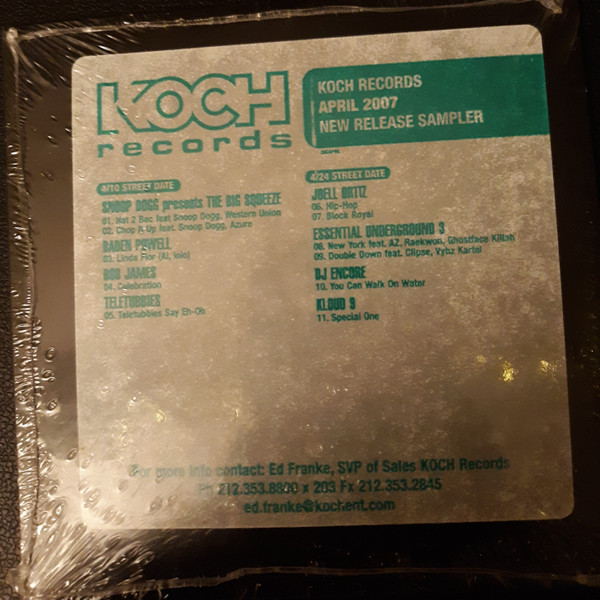 KOCH
records
KOCH RECORDS
APRIL 2007
NEW RELEASE SAMPLER
4/10 STREET DATE
SNOOP DOGG presents THE BIG SQUEEZE
01. Nat 2 Bac feat Snoop Dogg, Western Union
02. Chop It Up feat. Snoop Dogg, Azure
BADEN POWELL
03. Linda Flor (Ai, Ioio)
BOB JAMES
04. Celebration
TELETUBBIES
05. Teletubbies Say Eh-Oh
4/24 STREET DATE
JOELL ORTIZ
06. Hip-Hop
07. Block Royal
ESSENTIAL UNDERGROUND 3
08. New York feat. AZ, Raekwon, Ghostface Killah
09. Double Down feat. Clipse, Vybz Kartel
DJ ENCORE
10. You Can Walk On Water
KLOUD 9
11. Special One
For more info contact: Ed Franke, SVP of Sales KOCH Records
212.353.8800 x 203 Fx 212.353.2845
ed.franke@kochent.com